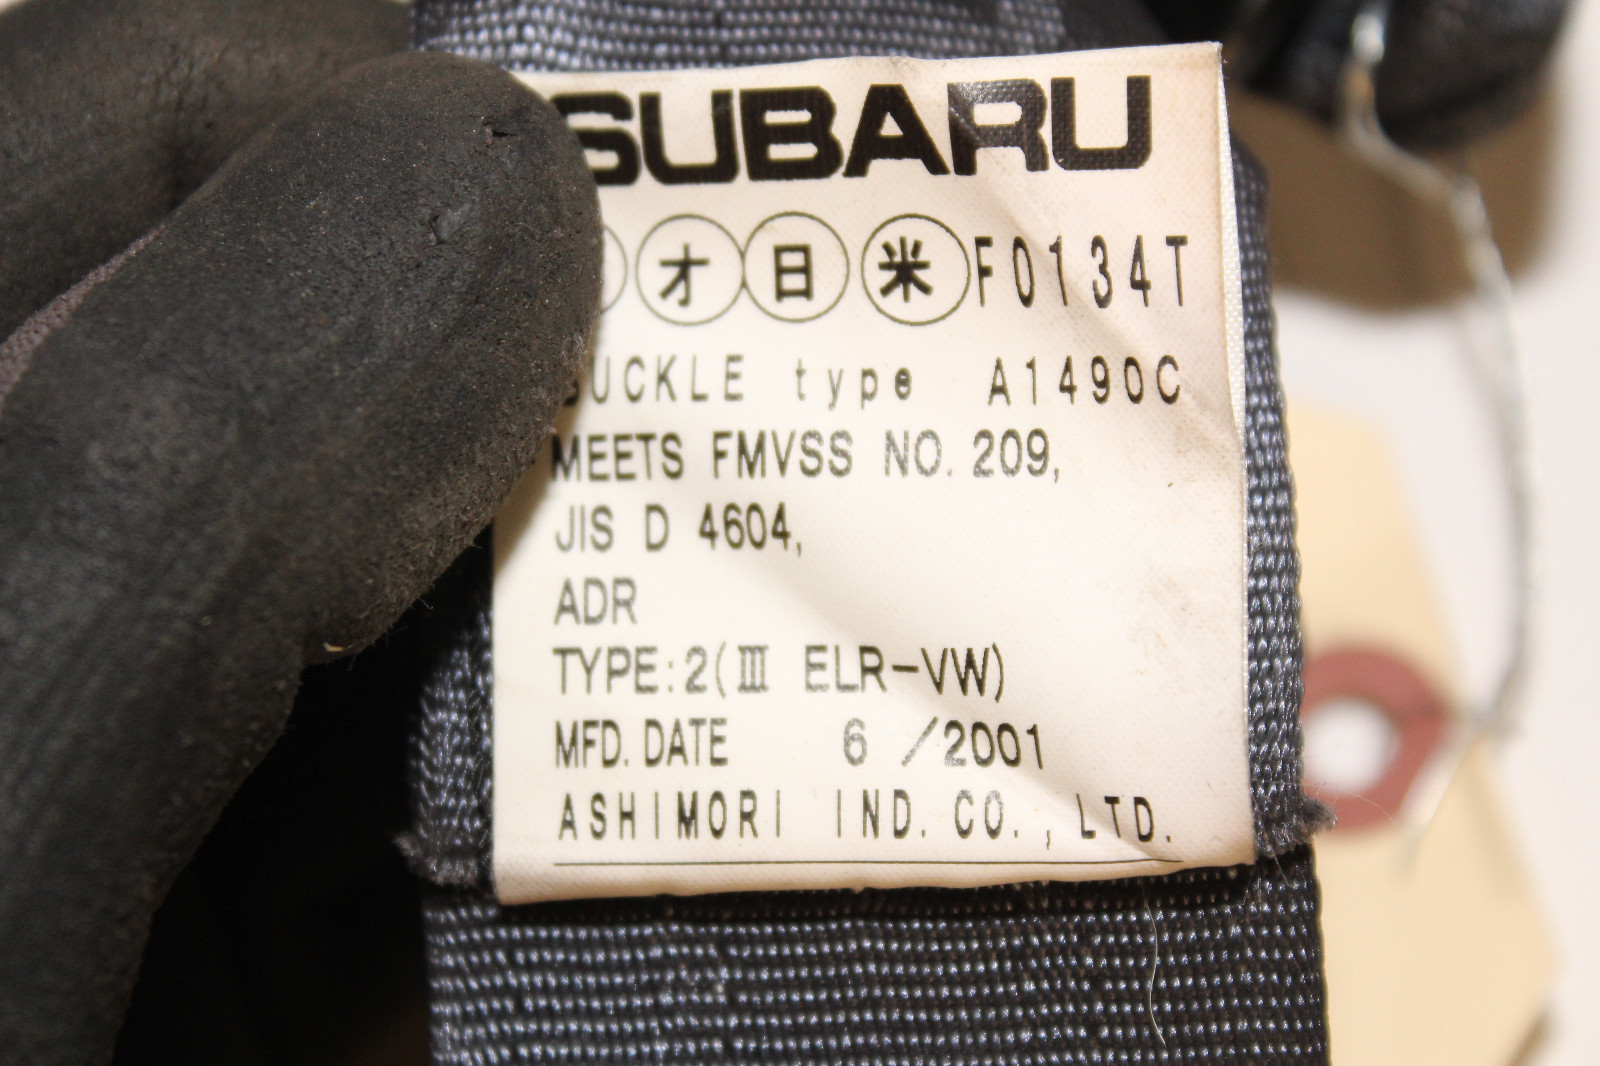 SUBARU
オ 日 米 F0134T
BUCKLE type A1490C
MEETS FMVSS NO. 209,
JIS D 4604,
ADR
TYPE:2(Ⅲ ELR-VW)
MFD. DATE 6 /2001
ASHIMORI IND. CO., LTD.